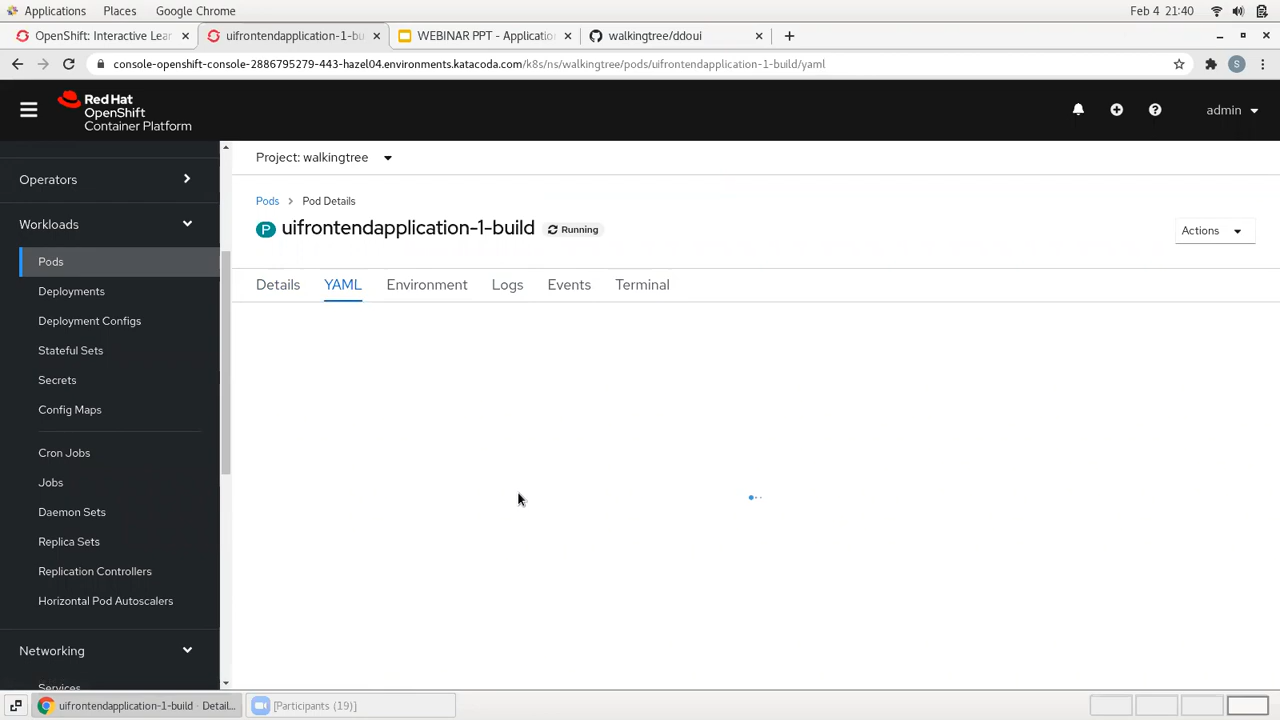 Applications Places Google Chrome Feb 4 21:40
OpenShift: Interactive Lear uifrontendapplication-1-bu WEBINAR PPT - Applicatio walkingtree/ddoui
console-openshift-console-2886795279-443-hazel04.environments.katacoda.com/k8s/ns/walkingtree/pods/uifrontendapplication-1-build/yaml S
Red Hat
OpenShift
Container Platform
admin
Project: walkingtree
Operators
Workloads
Pods
Deployments
Deployment Configs
Stateful Sets
Secrets
Config Maps
Cron Jobs
Jobs
Daemon Sets
Replica Sets
Replication Controllers
Horizontal Pod Autoscalers
Networking
Services
Pods > Pod Details
P uifrontendapplication-1-build Running
Actions
Details YAML Environment Logs Events Terminal
uifrontendapplication-1-build · Detail... [Participants (19)]